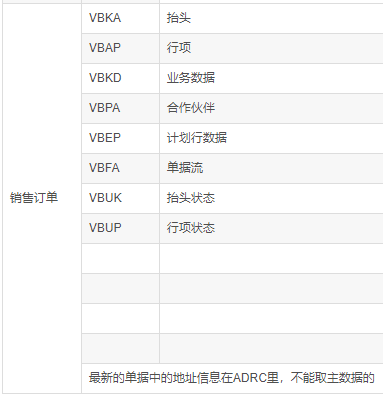 VBKA 抬头
VBAP 行项
VBKD 业务数据
VBPA 合作伙伴
VBEP 计划行数据
VBFA 单据流
销售订单 VBUK 抬头状态
VBUP 行项状态
最新的单据中的地址信息在ADRC里，不能取主数据的